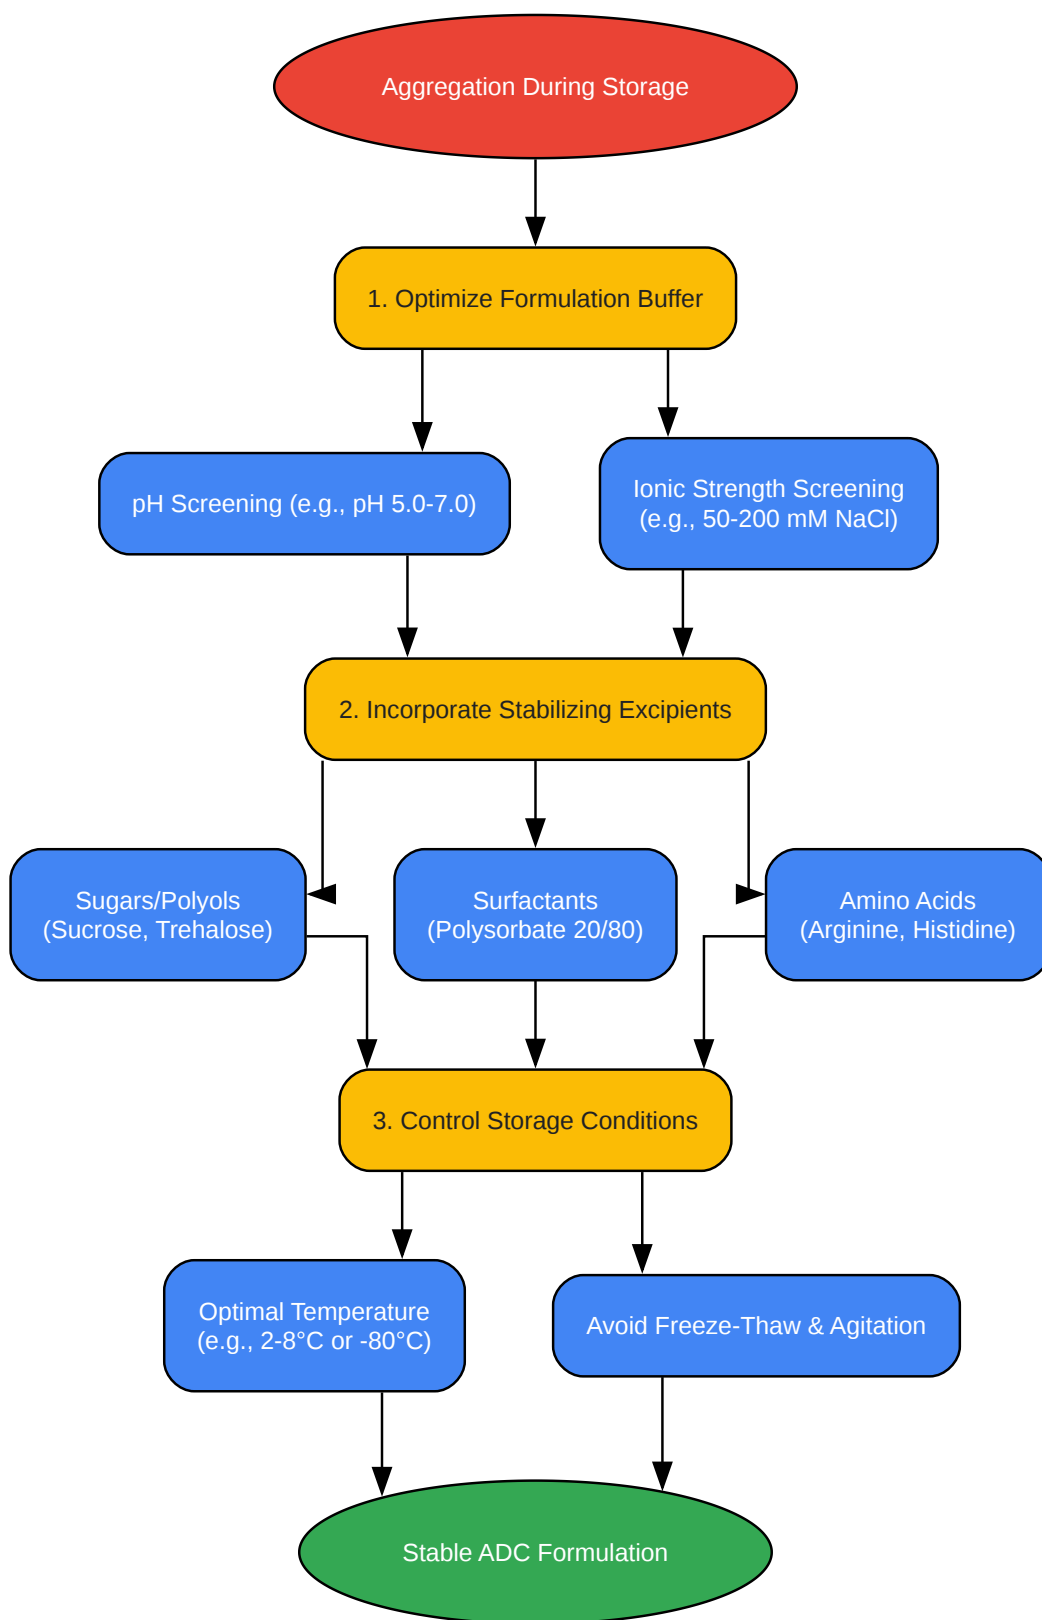 Aggregation During Storage
1. Optimize Formulation Buffer
pH Screening (e.g., pH 5.0-7.0)
Ionic Strength Screening
(e.g., 50-200 mM NaCl)
2. Incorporate Stabilizing Excipients
Sugars/Polyols
(Sucrose, Trehalose)
Surfactants
(Polysorbate 20/80)
Amino Acids
(Arginine, Histidine)
3. Control Storage Conditions
Optimal Temperature
(e.g., 2-8°C or -80°C)
Avoid Freeze-Thaw & Agitation
Stable ADC Formulation